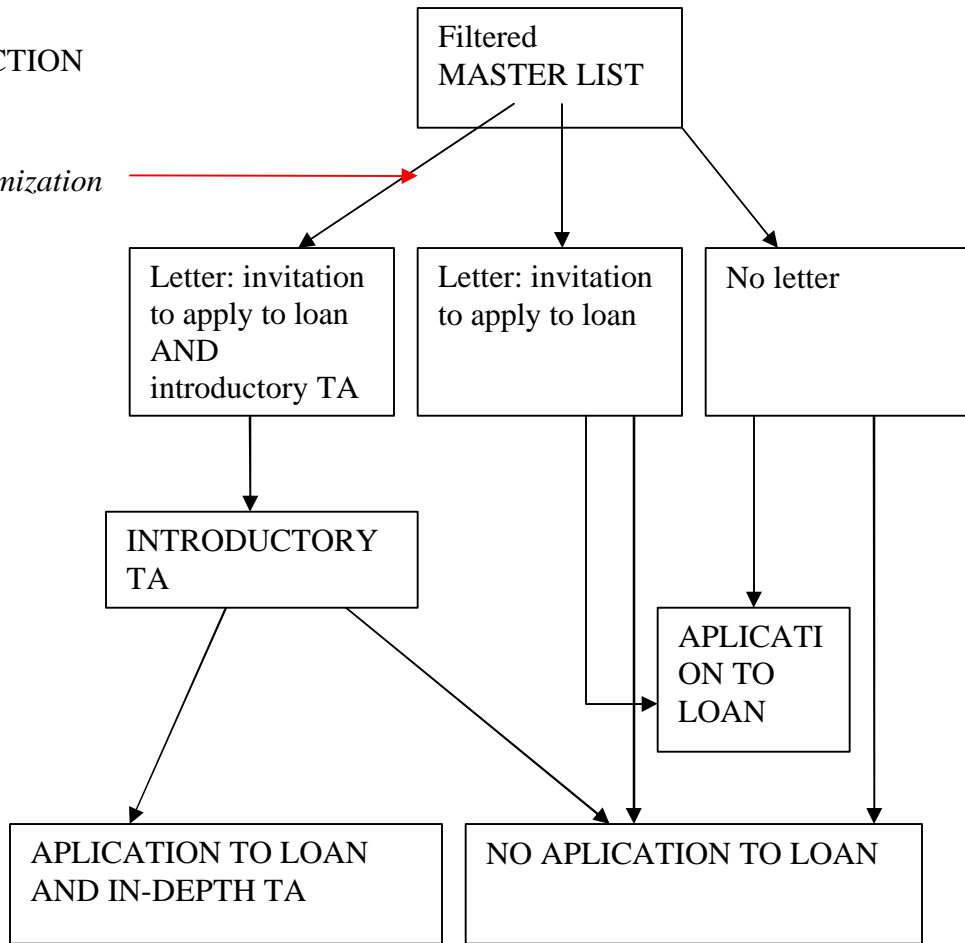 Filtered
MASTER LIST
CTION
mization
Letter: invitation
to apply to loan
AND
introductory TA
Letter: invitation
to apply to loan
No letter
INTRODUCTORY
TA
APLICATI
ON TO
LOAN
APLICATION TO LOAN
AND IN-DEPTH TA
NO APLICATION TO LOAN